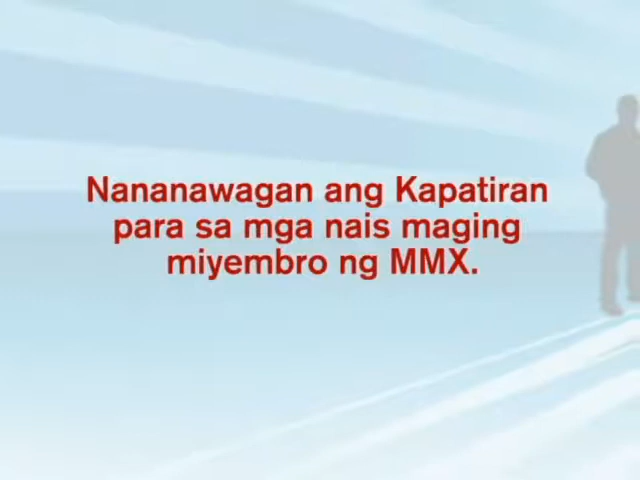 Nananawagan ang Kapatiran
para sa mga nais maging
miyembro ng MMX.